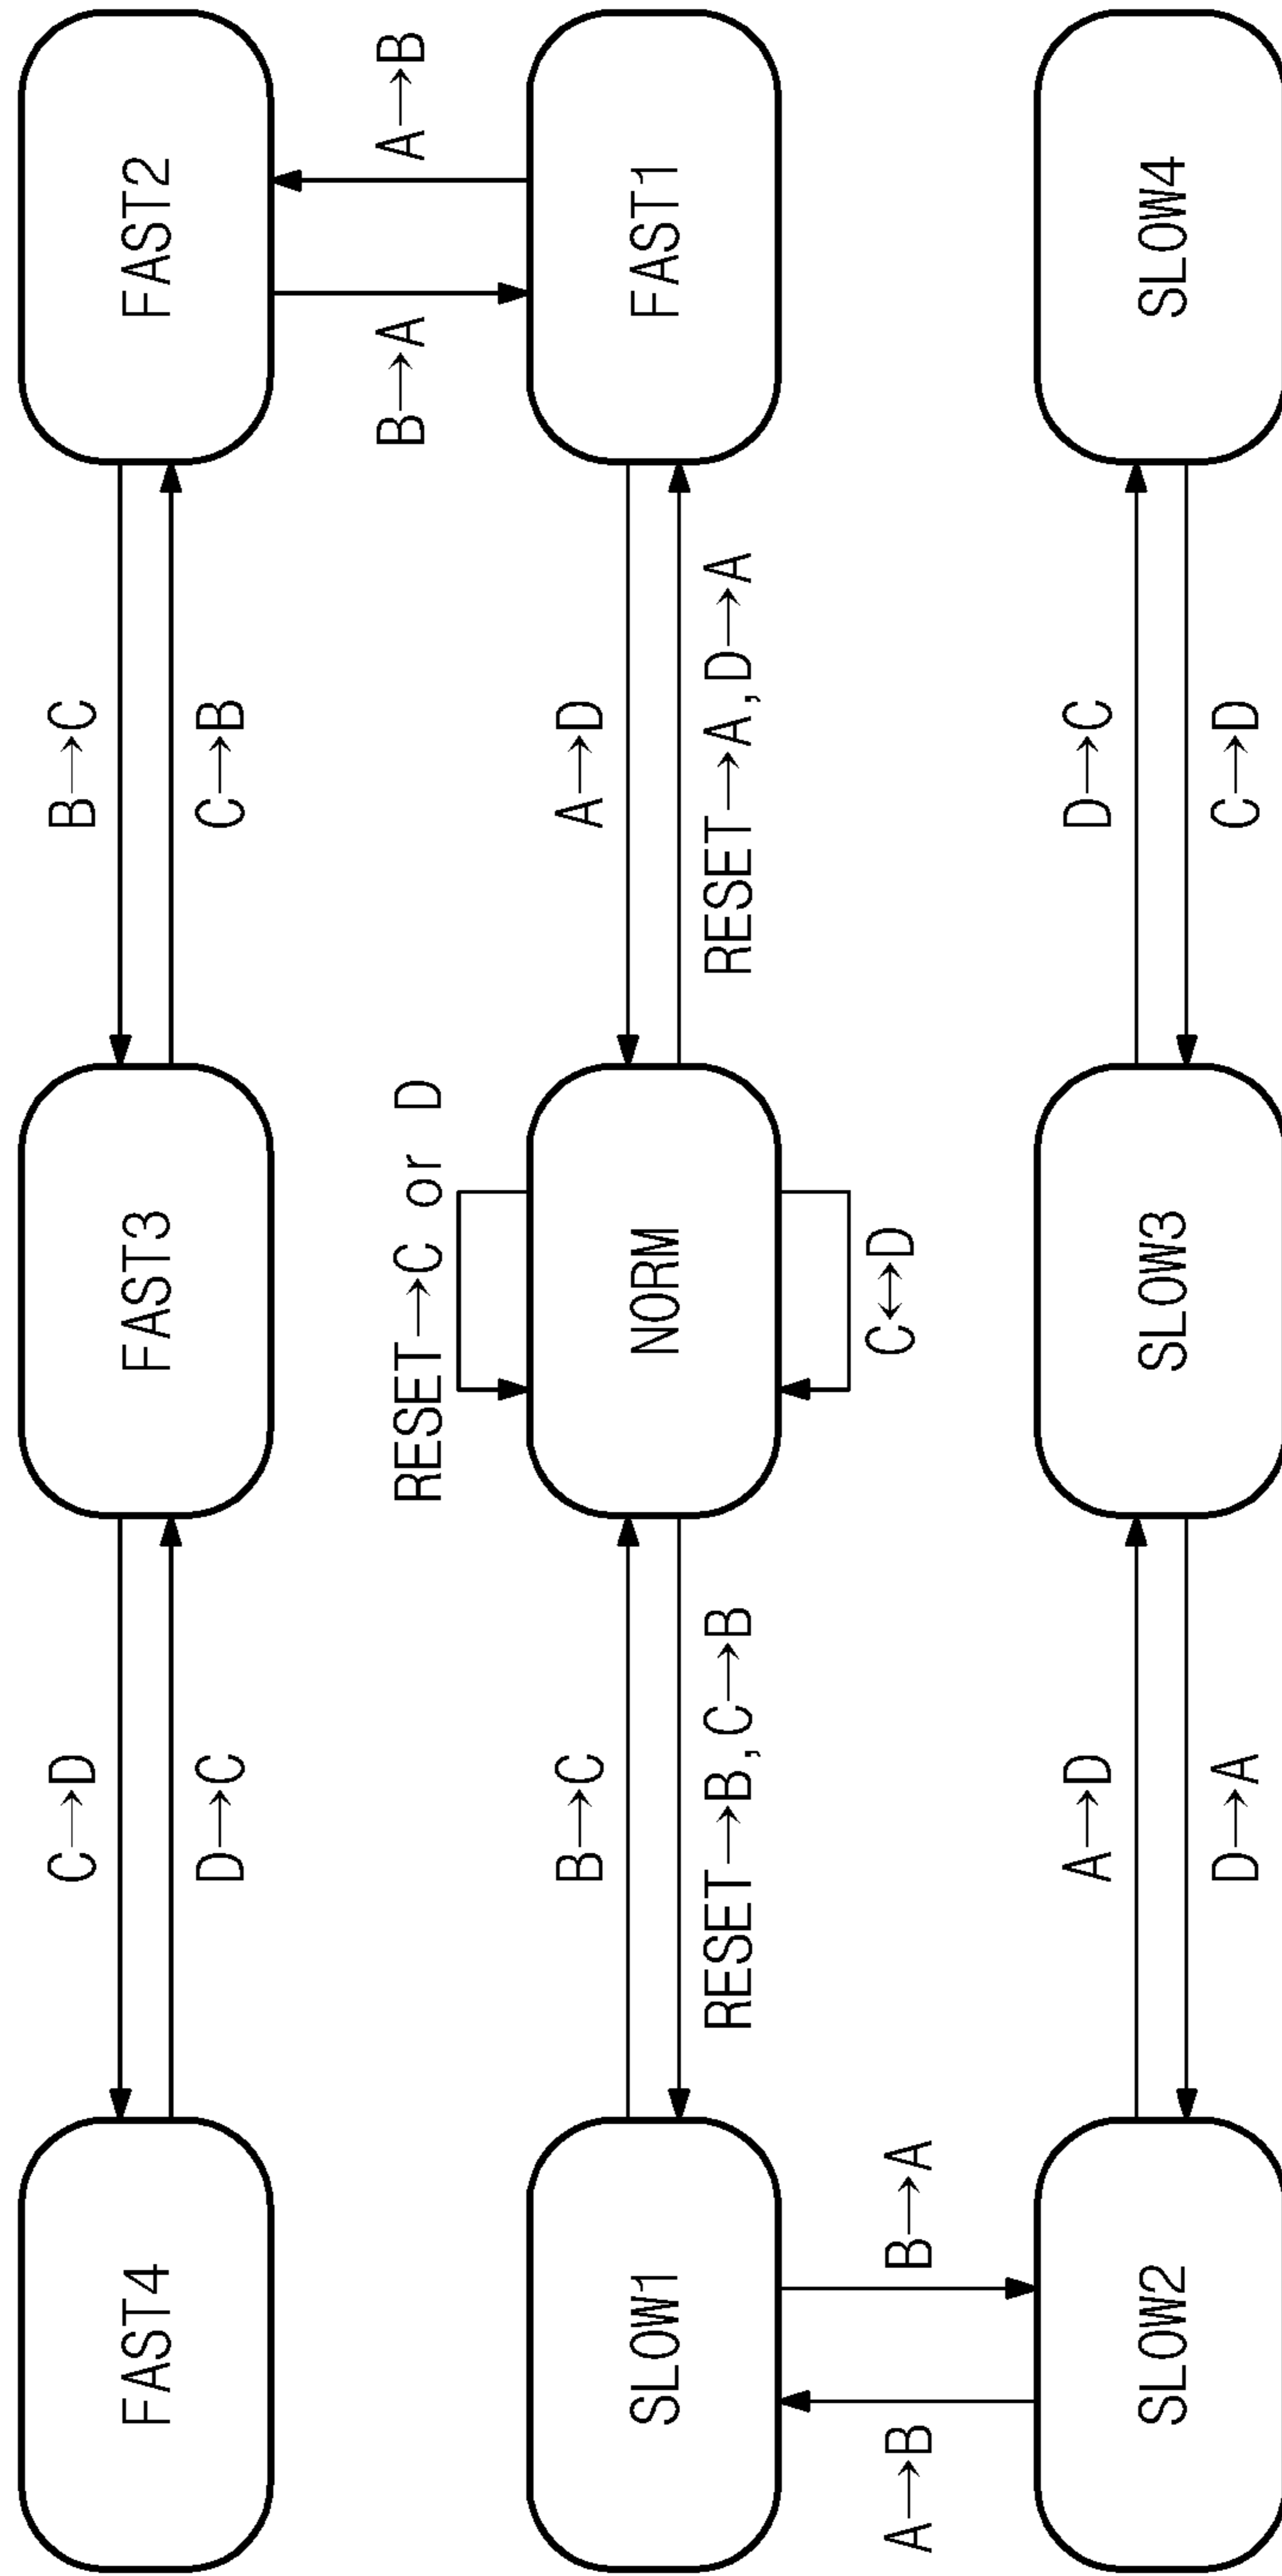 C→D
B→C
FAST4
FAST3
FAST2
D→C
C→B
RESET→C or D
B→A
A→B
B→C
A→D
SLOW1
NORM
FAST1
RESET→B,C→B
RESET→A,D→A
A→B
B→A
C↔D
A→D
D→C
SLOW2
SLOW3
SLOW4
D→A
C→D